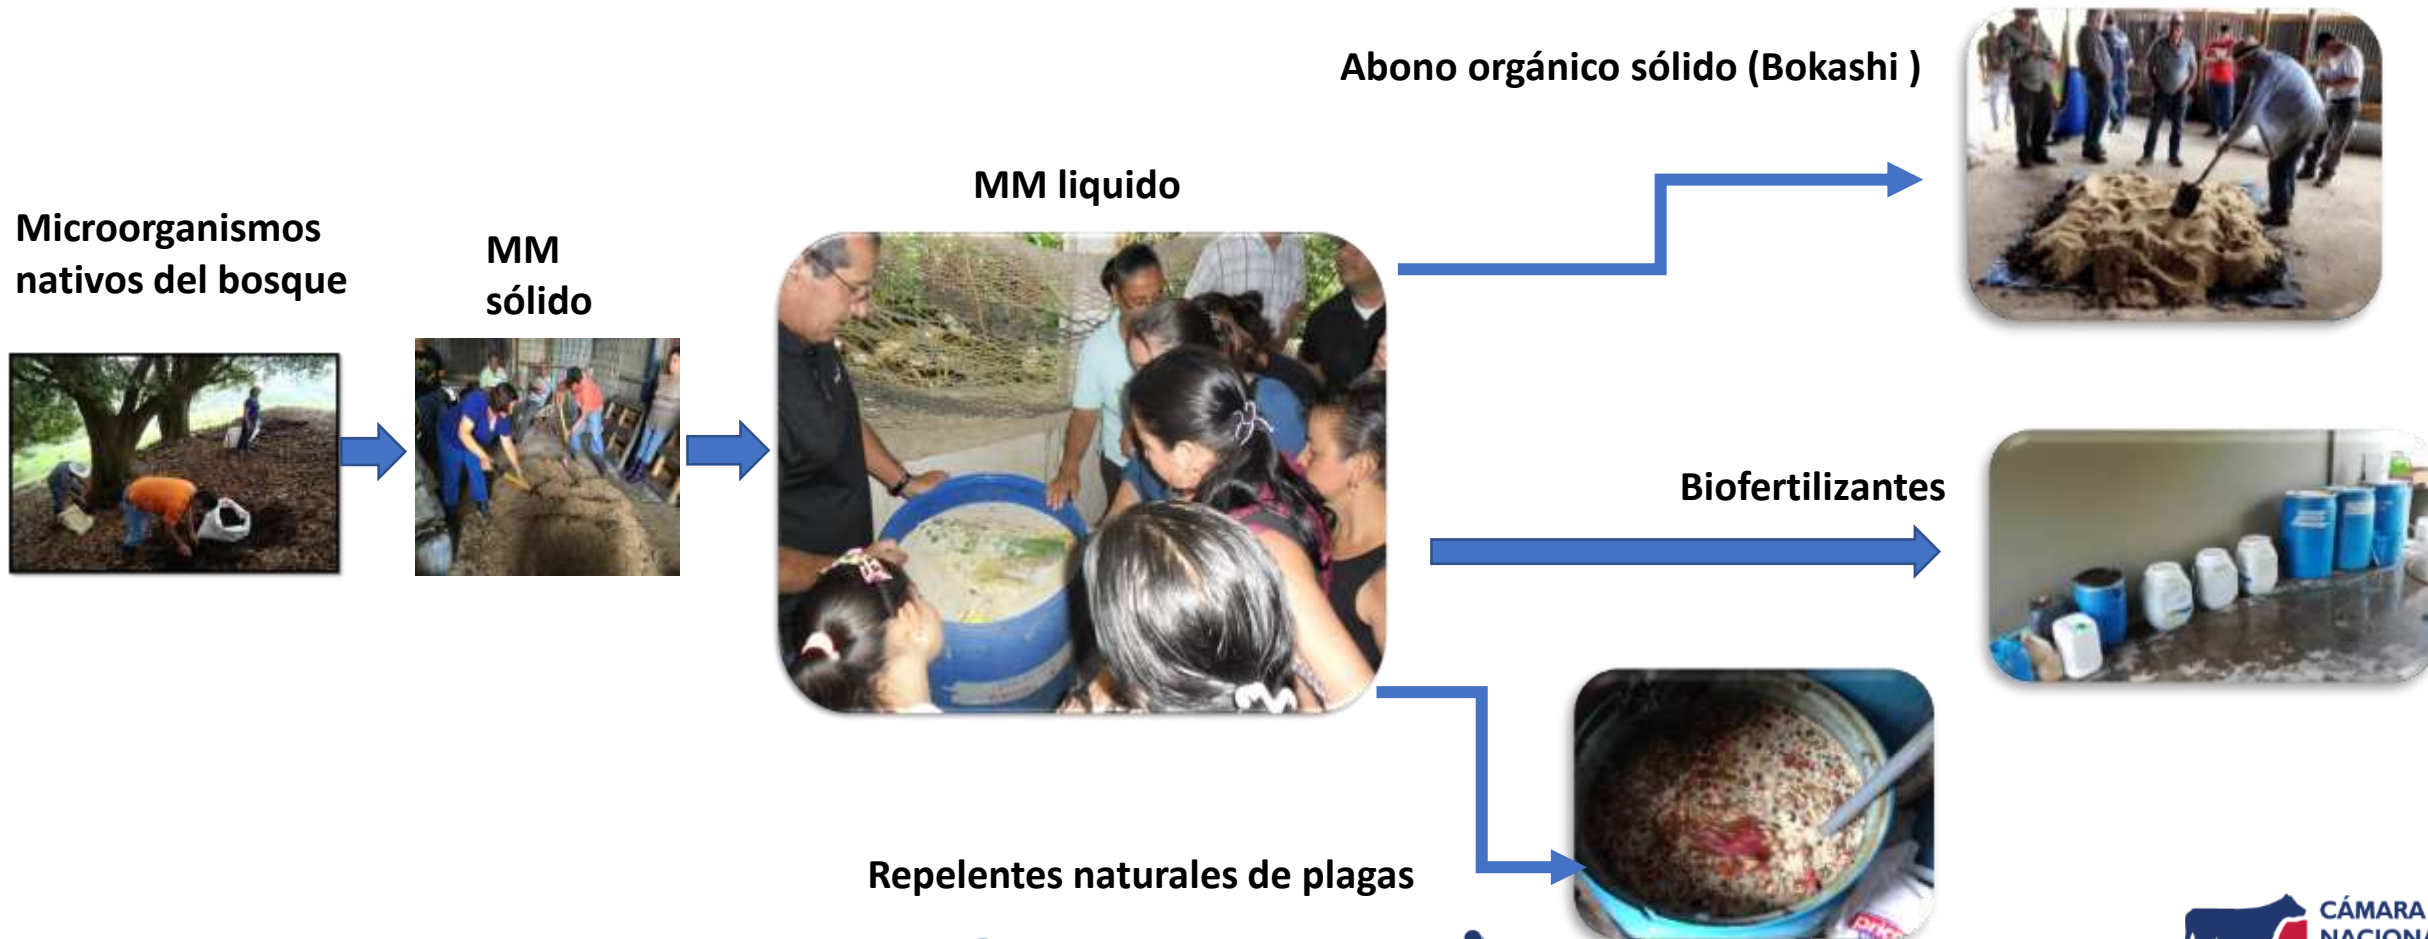 Abono orgánico sólido (Bokashi )
MM liquido
Microorganismos
nativos del bosque
MM
sólido
Biofertilizantes
Repelentes naturales de plagas
CÁMARA